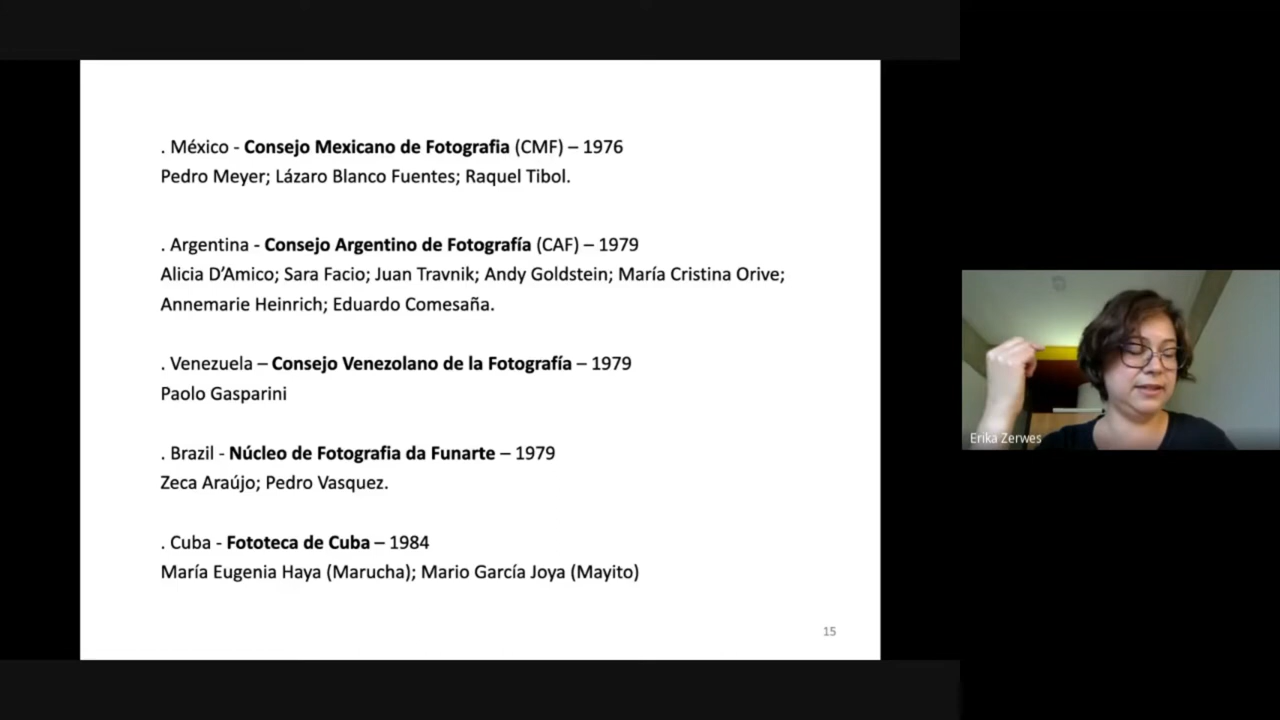 . México - Consejo Mexicano de Fotografia (CMF) – 1976
Pedro Meyer; Lázaro Blanco Fuentes; Raquel Tibol.
. Argentina - Consejo Argentino de Fotografía (CAF) – 1979
Alicia D’Amico; Sara Facio; Juan Travnik; Andy Goldstein; María Cristina Orive;
Annemarie Heinrich; Eduardo Comesaña.
. Venezuela – Consejo Venezolano de la Fotografía – 1979
Paolo Gasparini
. Brazil - Núcleo de Fotografia da Funarte – 1979
Zeca Araújo; Pedro Vasquez.
. Cuba - Fototeca de Cuba – 1984
María Eugenia Haya (Marucha); Mario García Joya (Mayito)
15
Erika Zerwes